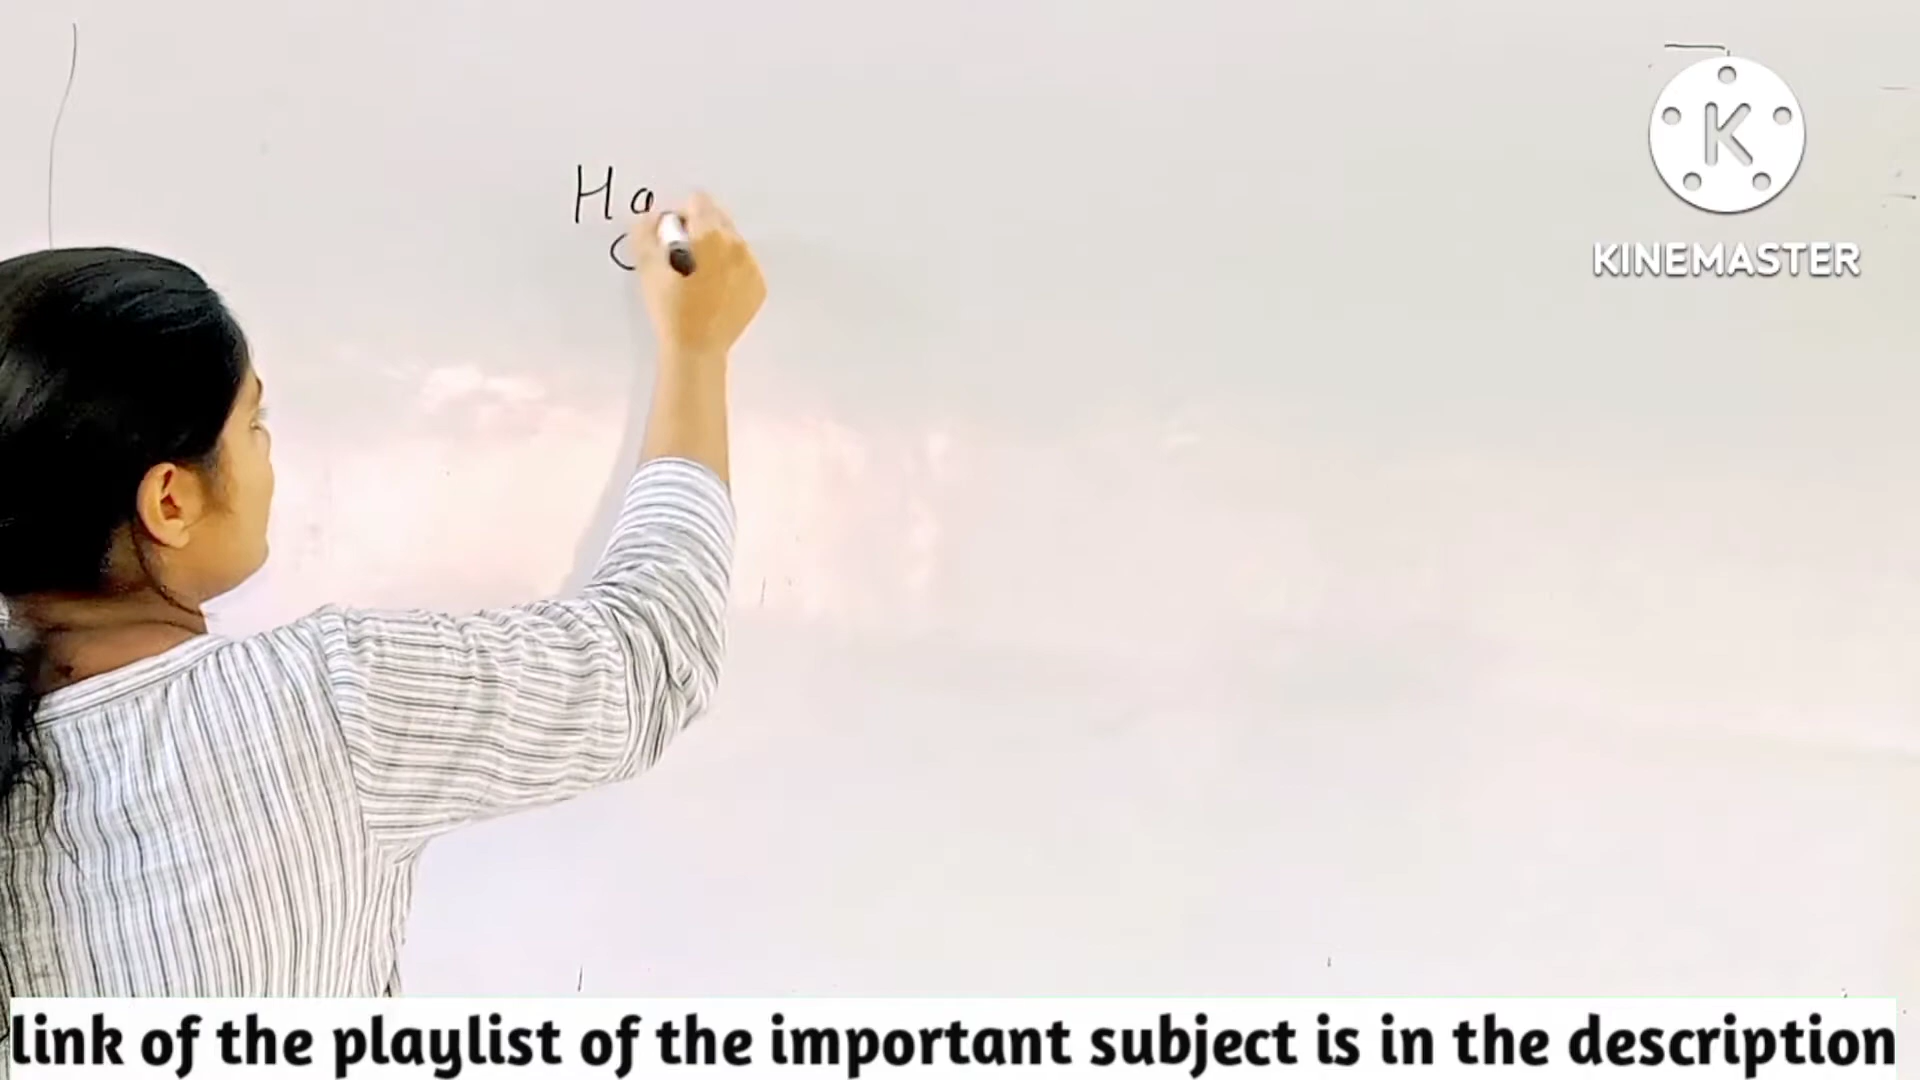 Ha
K
KINEMASTER
link of the playlist of the important subject is in the description